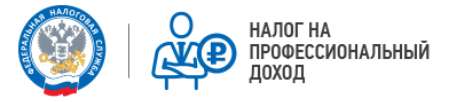 ФЕДЕРАЛЬНАЯ НАЛОГОВАЯ СЛУЖБА
НАЛОГ НА
ПРОФЕССИОНАЛЬНЫЙ
ДОХОД